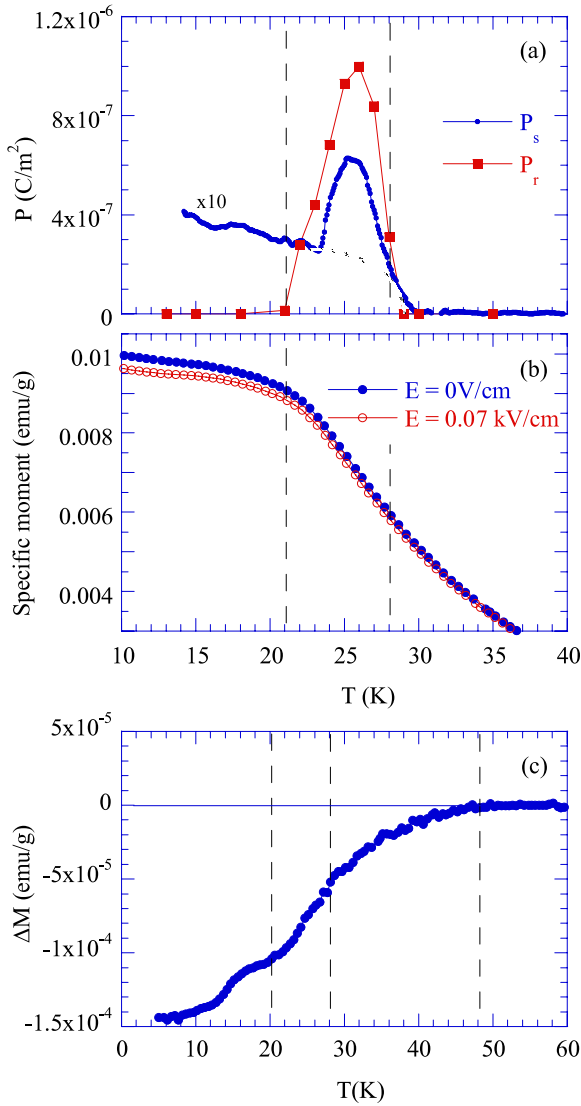 1.2x10⁻⁶
(a)
8x10⁻⁷
P (C/m²)
Pₛ
Pᵣ
x10
4x10⁻⁷
0
0.01
(b)
E = 0V/cm
E = 0.07 kV/cm
0.008
Specific moment (emu/g)
0.006
0.004
10 15 20 25 30 35 40
T (K)
5x10⁻⁵
(c)
0
ΔM (emu/g)
-5x10⁻⁵
-1x10⁻⁴
-1.5x10⁻⁴
0 10 20 30 40 50 60
T(K)